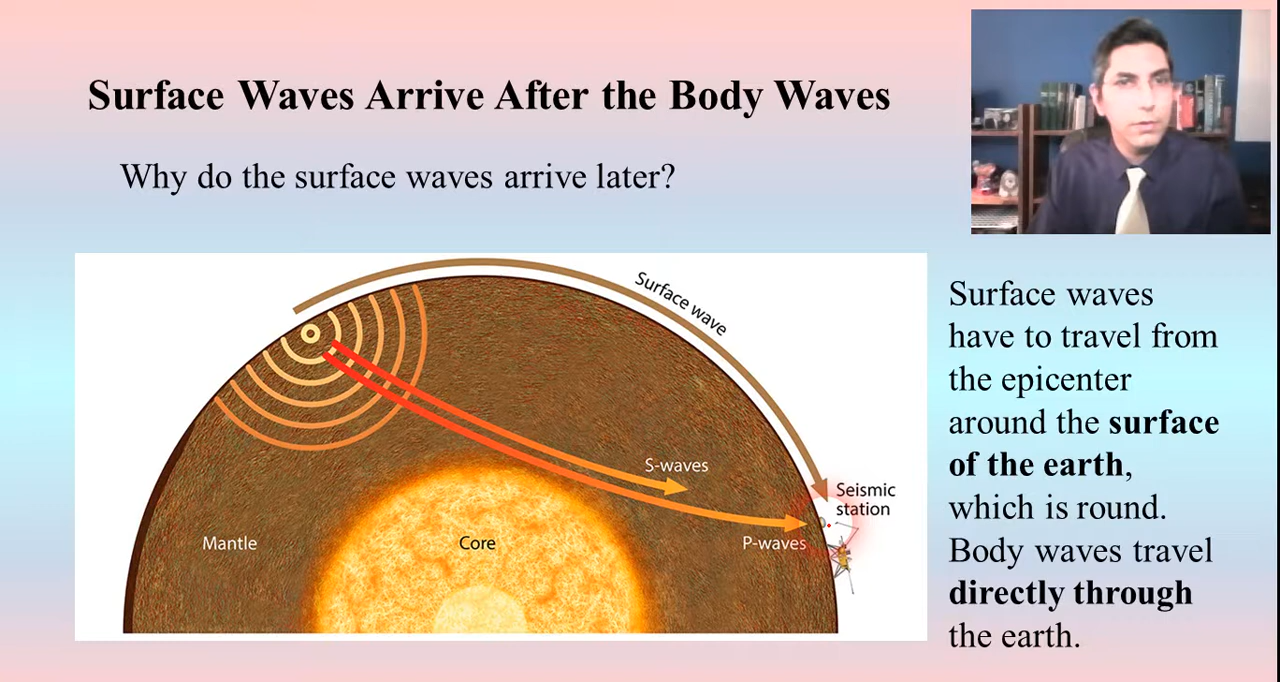 Surface Waves Arrive After the Body Waves
Why do the surface waves arrive later?
Surface wave
S-waves
Seismic
station
P-waves
Mantle
Core
Surface waves
have to travel from
the epicenter
around the surface
of the earth,
which is round.
Body waves travel
directly through
the earth.